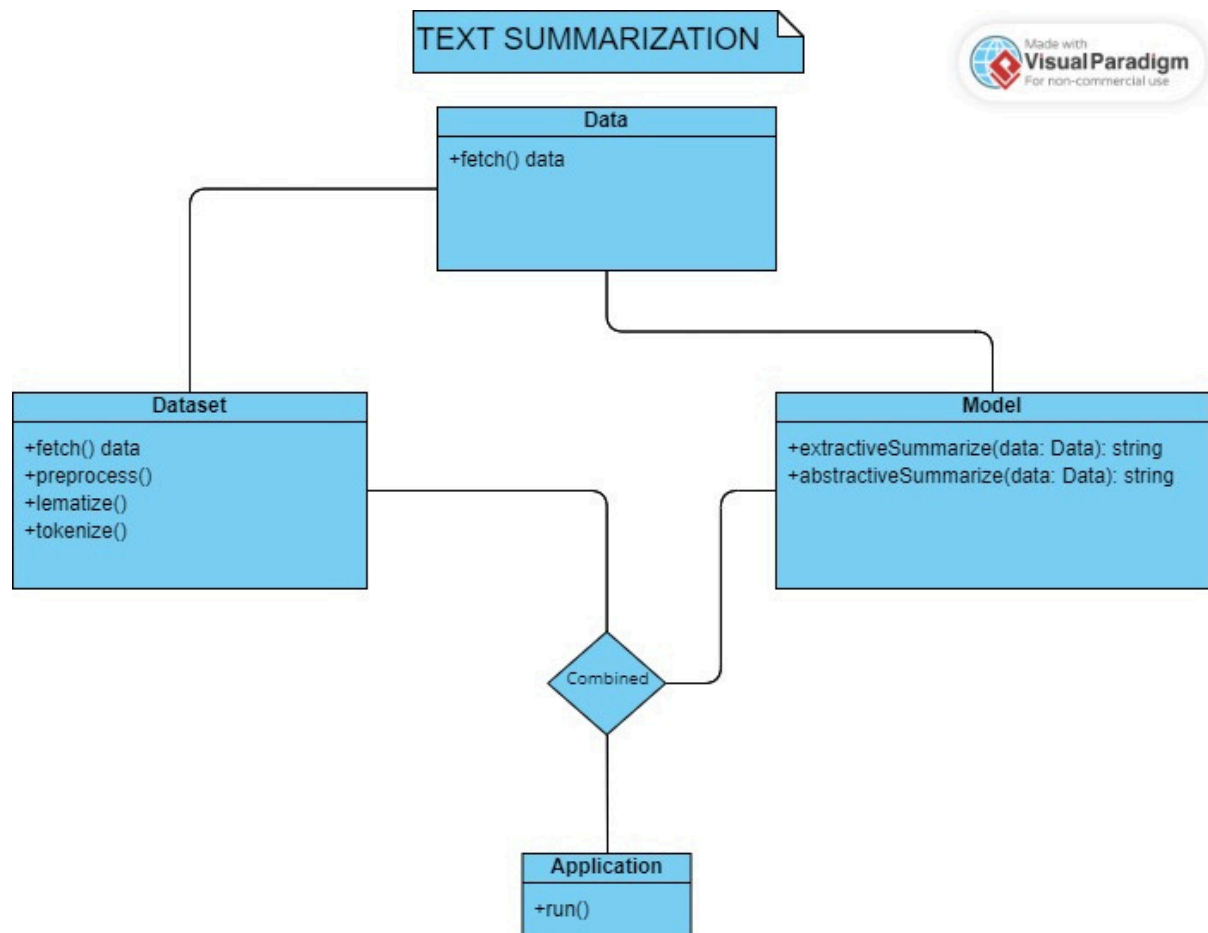 TEXT SUMMARIZATION
Made with
Visual Paradigm
For non-commercial use
Data
+fetch() data
Dataset
+fetch() data
+preprocess()
+lematize()
+tokenize()
Model
+extractiveSummarize(data: Data): string
+abstractiveSummarize(data: Data): string
Combined
Application
+run()